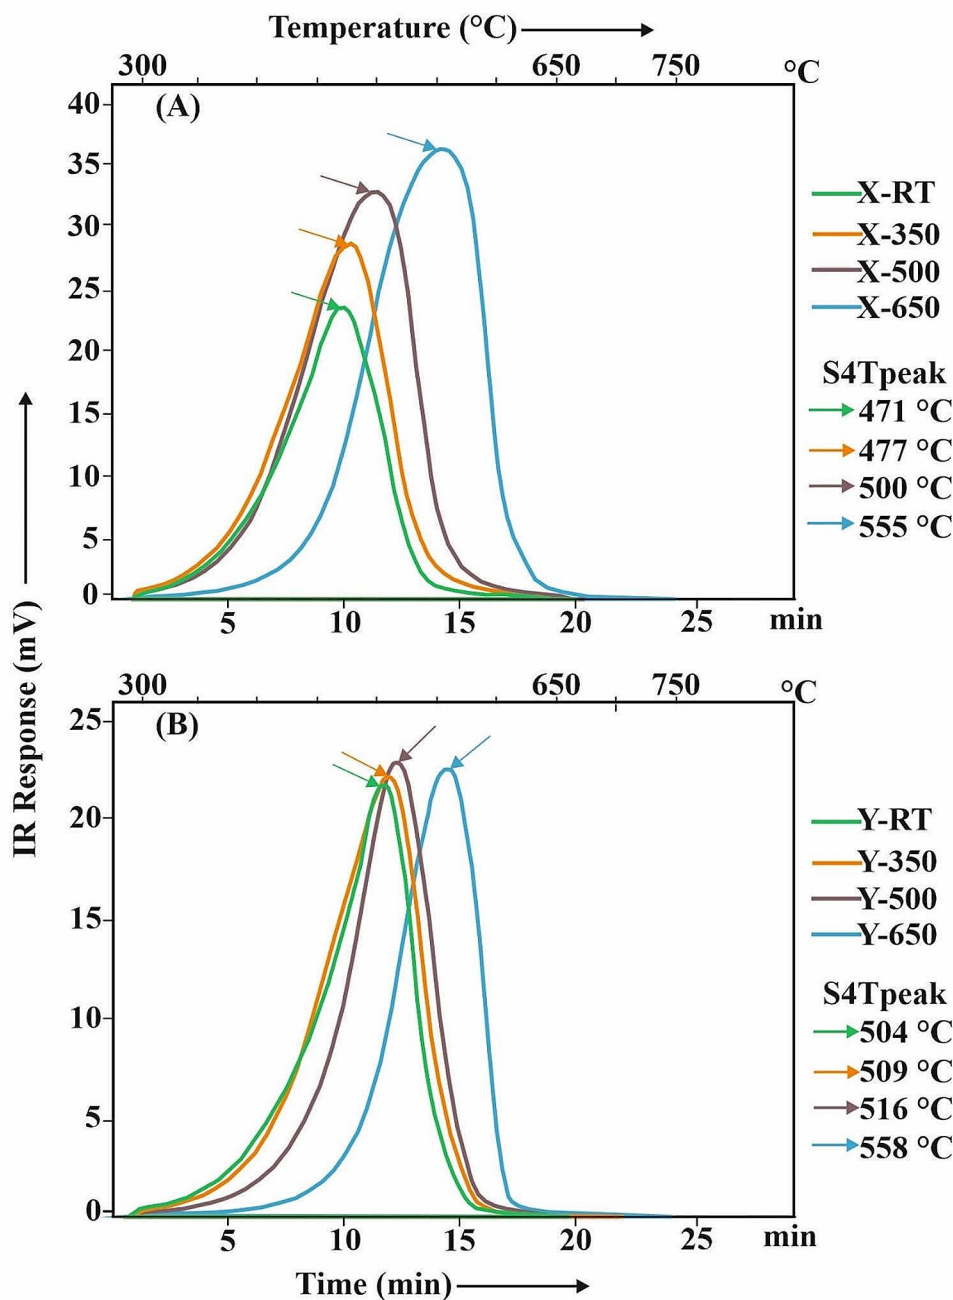 Temperature (°C)
300 650 750 °C
(A)
40
35
30
25
20
15
10
5
0
5 10 15 20 25 min
X-RT
X-350
X-500
X-650
S4Tpeak
471 °C
477 °C
500 °C
555 °C
IR Response (mV)
300 650 750 °C
(B)
25
20
15
10
5
0
5 10 15 20 25 min
Y-RT
Y-350
Y-500
Y-650
S4Tpeak
504 °C
509 °C
516 °C
558 °C
Time (min)